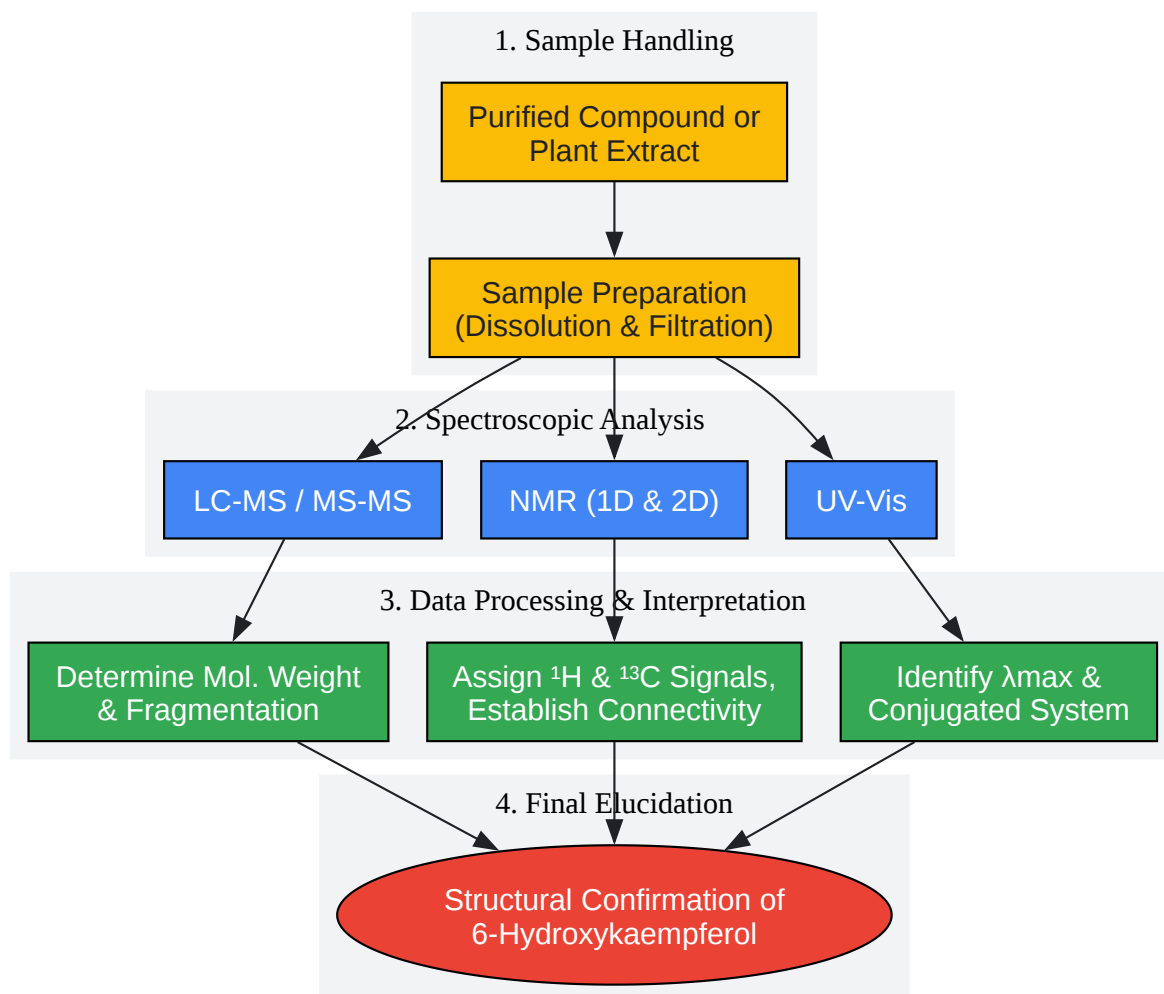 1. Sample Handling
Purified Compound or
Plant Extract
Sample Preparation
(Dissolution & Filtration)
2. Spectroscopic Analysis
LC-MS / MS-MS
NMR (1D & 2D)
UV-Vis
3. Data Processing & Interpretation
Determine Mol. Weight
& Fragmentation
Assign ¹H & ¹³C Signals,
Establish Connectivity
Identify λmax &
Conjugated System
4. Final Elucidation
Structural Confirmation of
6-Hydroxykaempferol